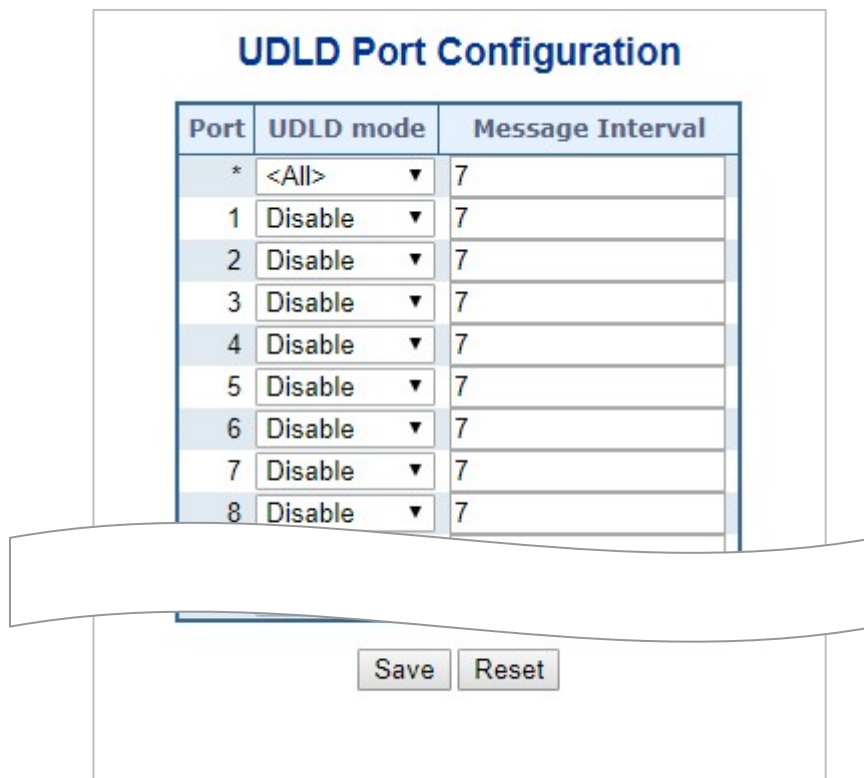 UDLD Port Configuration
Port UDLD mode Message Interval
* <All> 7
1 Disable 7
2 Disable 7
3 Disable 7
4 Disable 7
5 Disable 7
6 Disable 7
7 Disable 7
8 Disable 7
Save Reset